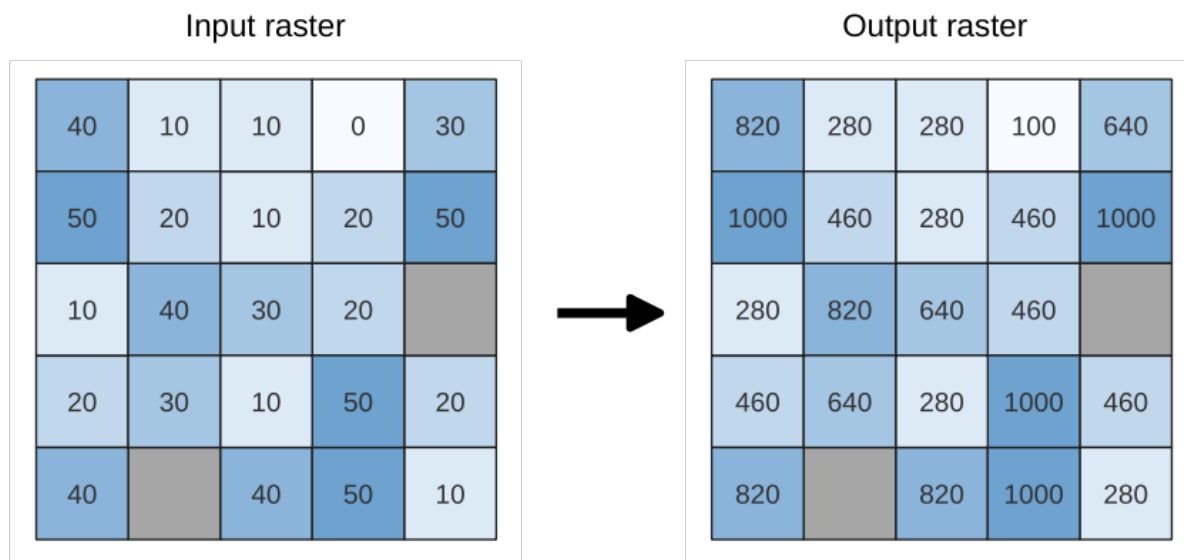 Input raster
Output raster
40 10 10 0 30
50 20 10 20 50
10 40 30 20
20 30 10 50 20
40 40 50 10
820 280 280 100 640
1000 460 280 460 1000
280 820 640 460
460 640 280 1000 460
820 820 1000 280